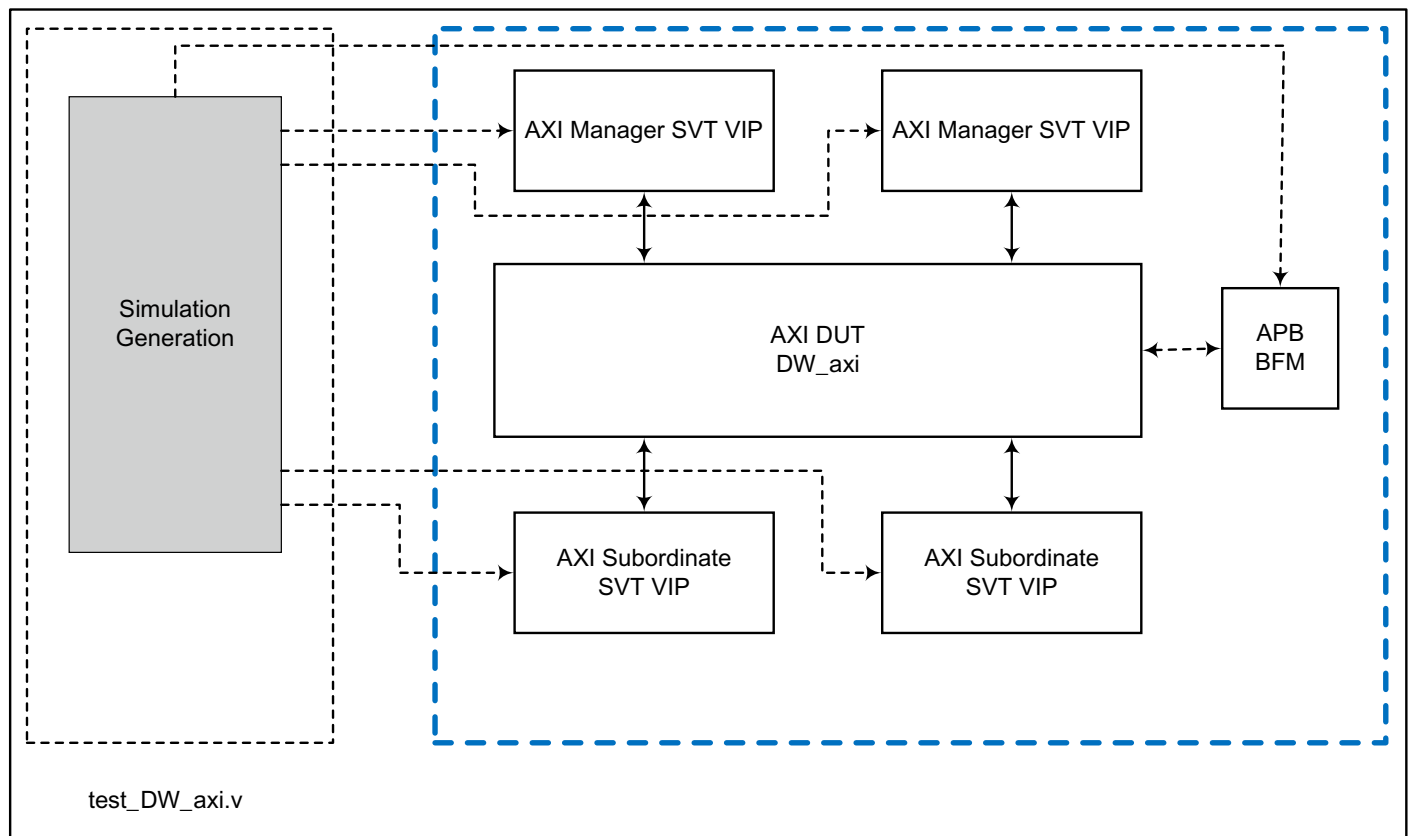 AXI Manager SVT VIP
AXI Manager SVT VIP
Simulation
Generation
AXI DUT
DW_axi
APB
BFM
AXI Subordinate
SVT VIP
AXI Subordinate
SVT VIP
test_DW_axi.v